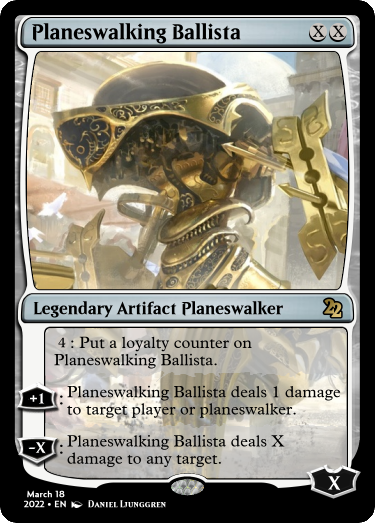 Planeswalking Ballista X X
Legendary Artifact Planeswalker 22
4 : Put a loyalty counter on
Planeswalking Ballista.
+1 : Planeswalking Ballista deals 1 damage
to target player or planeswalker.
-X : Planeswalking Ballista deals X
damage to any target.
X
March 18
2022 • EN DANIEL LJUNGGREN